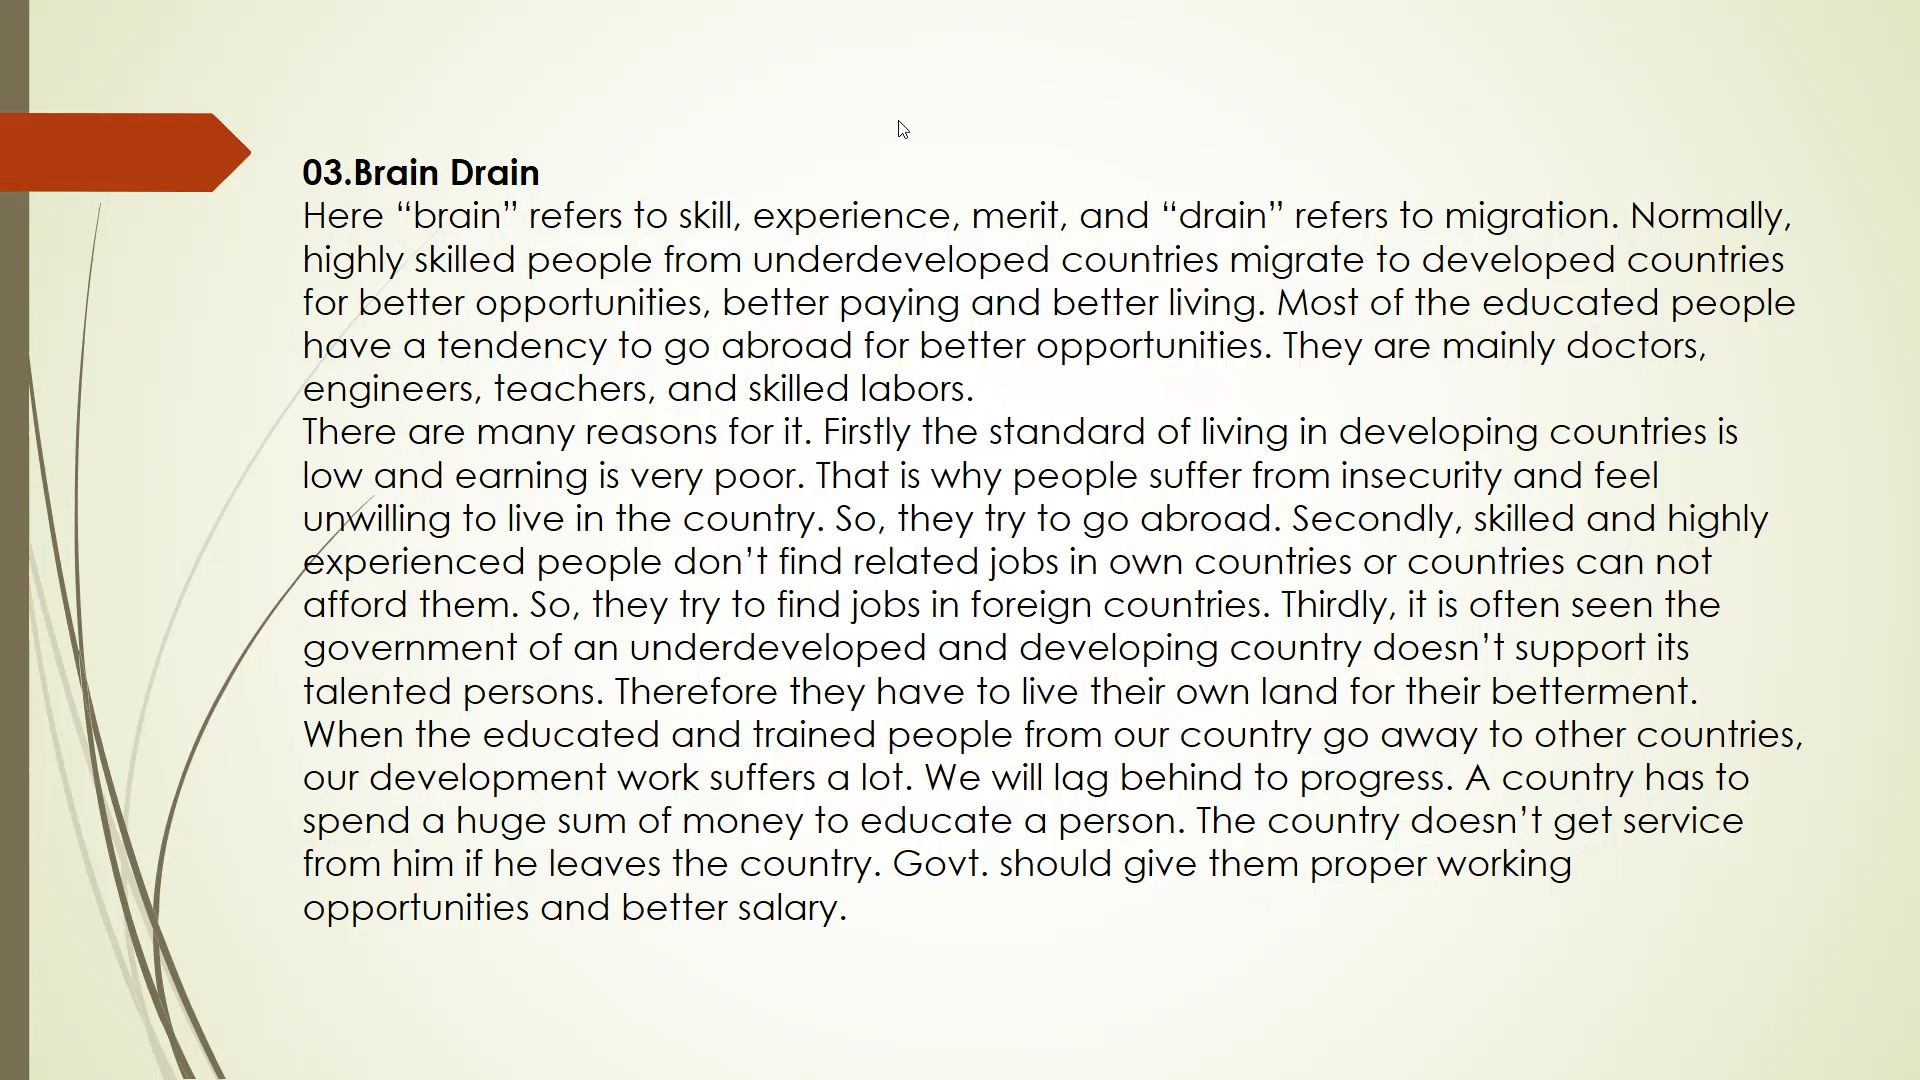 03.Brain Drain
Here “brain” refers to skill, experience, merit, and “drain” refers to migration. Normally,
highly skilled people from underdeveloped countries migrate to developed countries
for better opportunities, better paying and better living. Most of the educated people
have a tendency to go abroad for better opportunities. They are mainly doctors,
engineers, teachers, and skilled labors.
There are many reasons for it. Firstly the standard of living in developing countries is
low and earning is very poor. That is why people suffer from insecurity and feel
unwilling to live in the country. So, they try to go abroad. Secondly, skilled and highly
experienced people don’t find related jobs in own countries or countries can not
afford them. So, they try to find jobs in foreign countries. Thirdly, it is often seen the
government of an underdeveloped and developing country doesn’t support its
talented persons. Therefore they have to live their own land for their betterment.
When the educated and trained people from our country go away to other countries,
our development work suffers a lot. We will lag behind to progress. A country has to
spend a huge sum of money to educate a person. The country doesn’t get service
from him if he leaves the country. Govt. should give them proper working
opportunities and better salary.